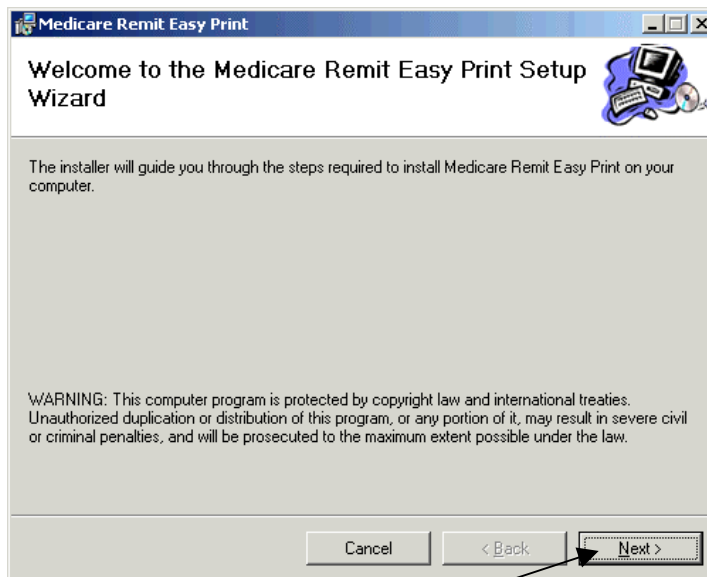 Medicare Remit Easy Print
Welcome to the Medicare Remit Easy Print Setup
Wizard
The installer will guide you through the steps required to install Medicare Remit Easy Print on your
computer.
WARNING: This computer program is protected by copyright law and international treaties.
Unauthorized duplication or distribution of this program, or any portion of it, may result in severe civil
or criminal penalties, and will be prosecuted to the maximum extent possible under the law.
Cancel < Back Next >